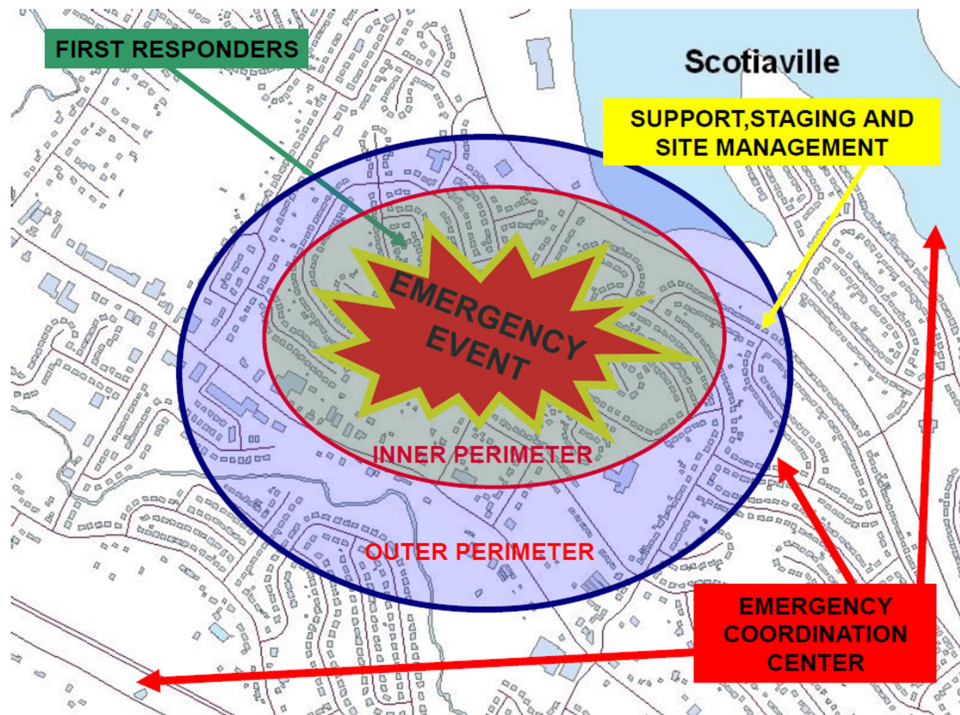 FIRST RESPONDERS
Scotiaville
SUPPORT,STAGING AND
SITE MANAGEMENT
EMERGENCY
EVENT
INNER PERIMETER
OUTER PERIMETER
EMERGENCY
COORDINATION
CENTER